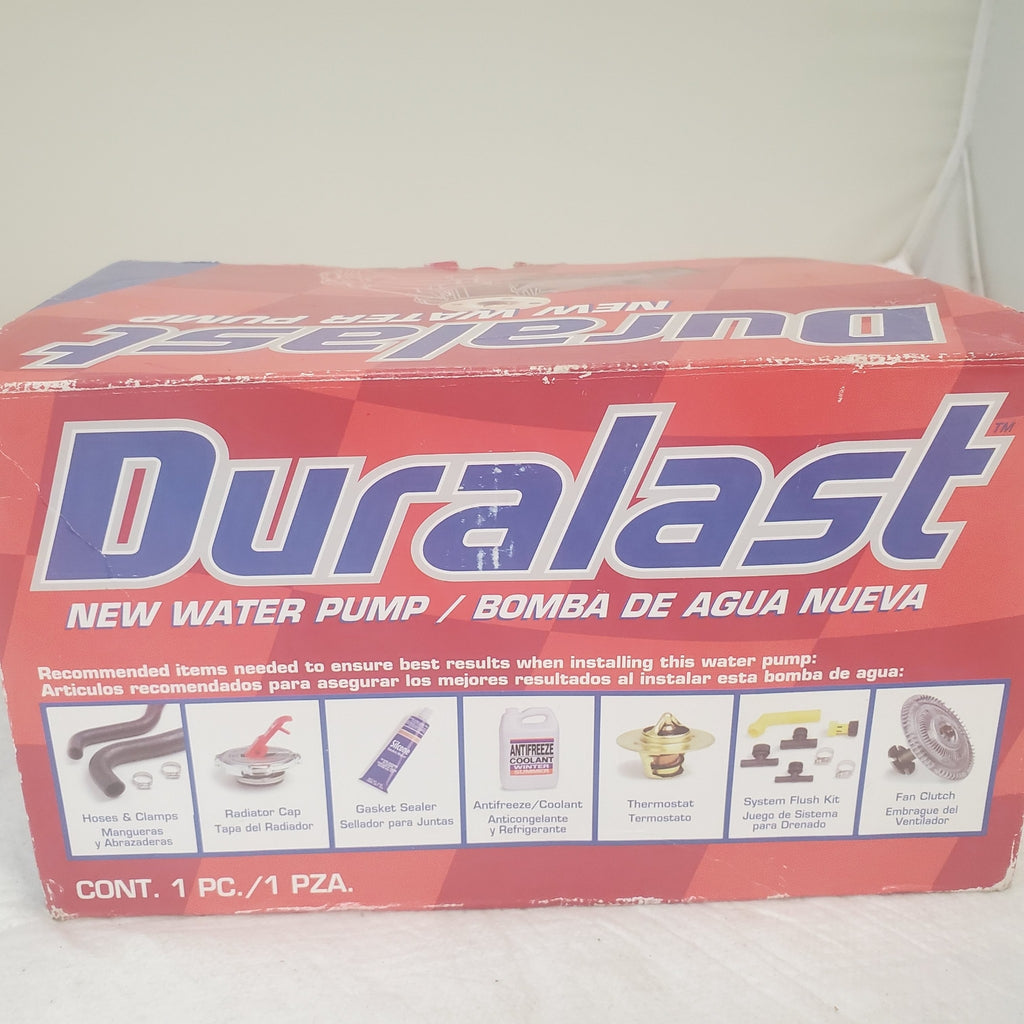 NEW WATER PUMP
Duralast
Duralast™
NEW WATER PUMP / BOMBA DE AGUA NUEVA
Recommended items needed to ensure best results when installing this water pump:
Articulos recomendados para asegurar los mejores resultados al instalar esta bomba de agua:
Silicone
ANTIFREEZE
COOLANT
WINTER
SUMMER
Hoses & Clamps
Mangueras
y Abrazaderas
Radiator Cap
Tapa del Radiador
Gasket Sealer
Sellador para Juntas
Antifreeze/Coolant
Anticongelante
y Refrigerante
Thermostat
Termostato
System Flush Kit
Juego de Sistema
para Drenado
Fan Clutch
Embrague del
Ventilador
CONT. 1 PC./1 PZA.